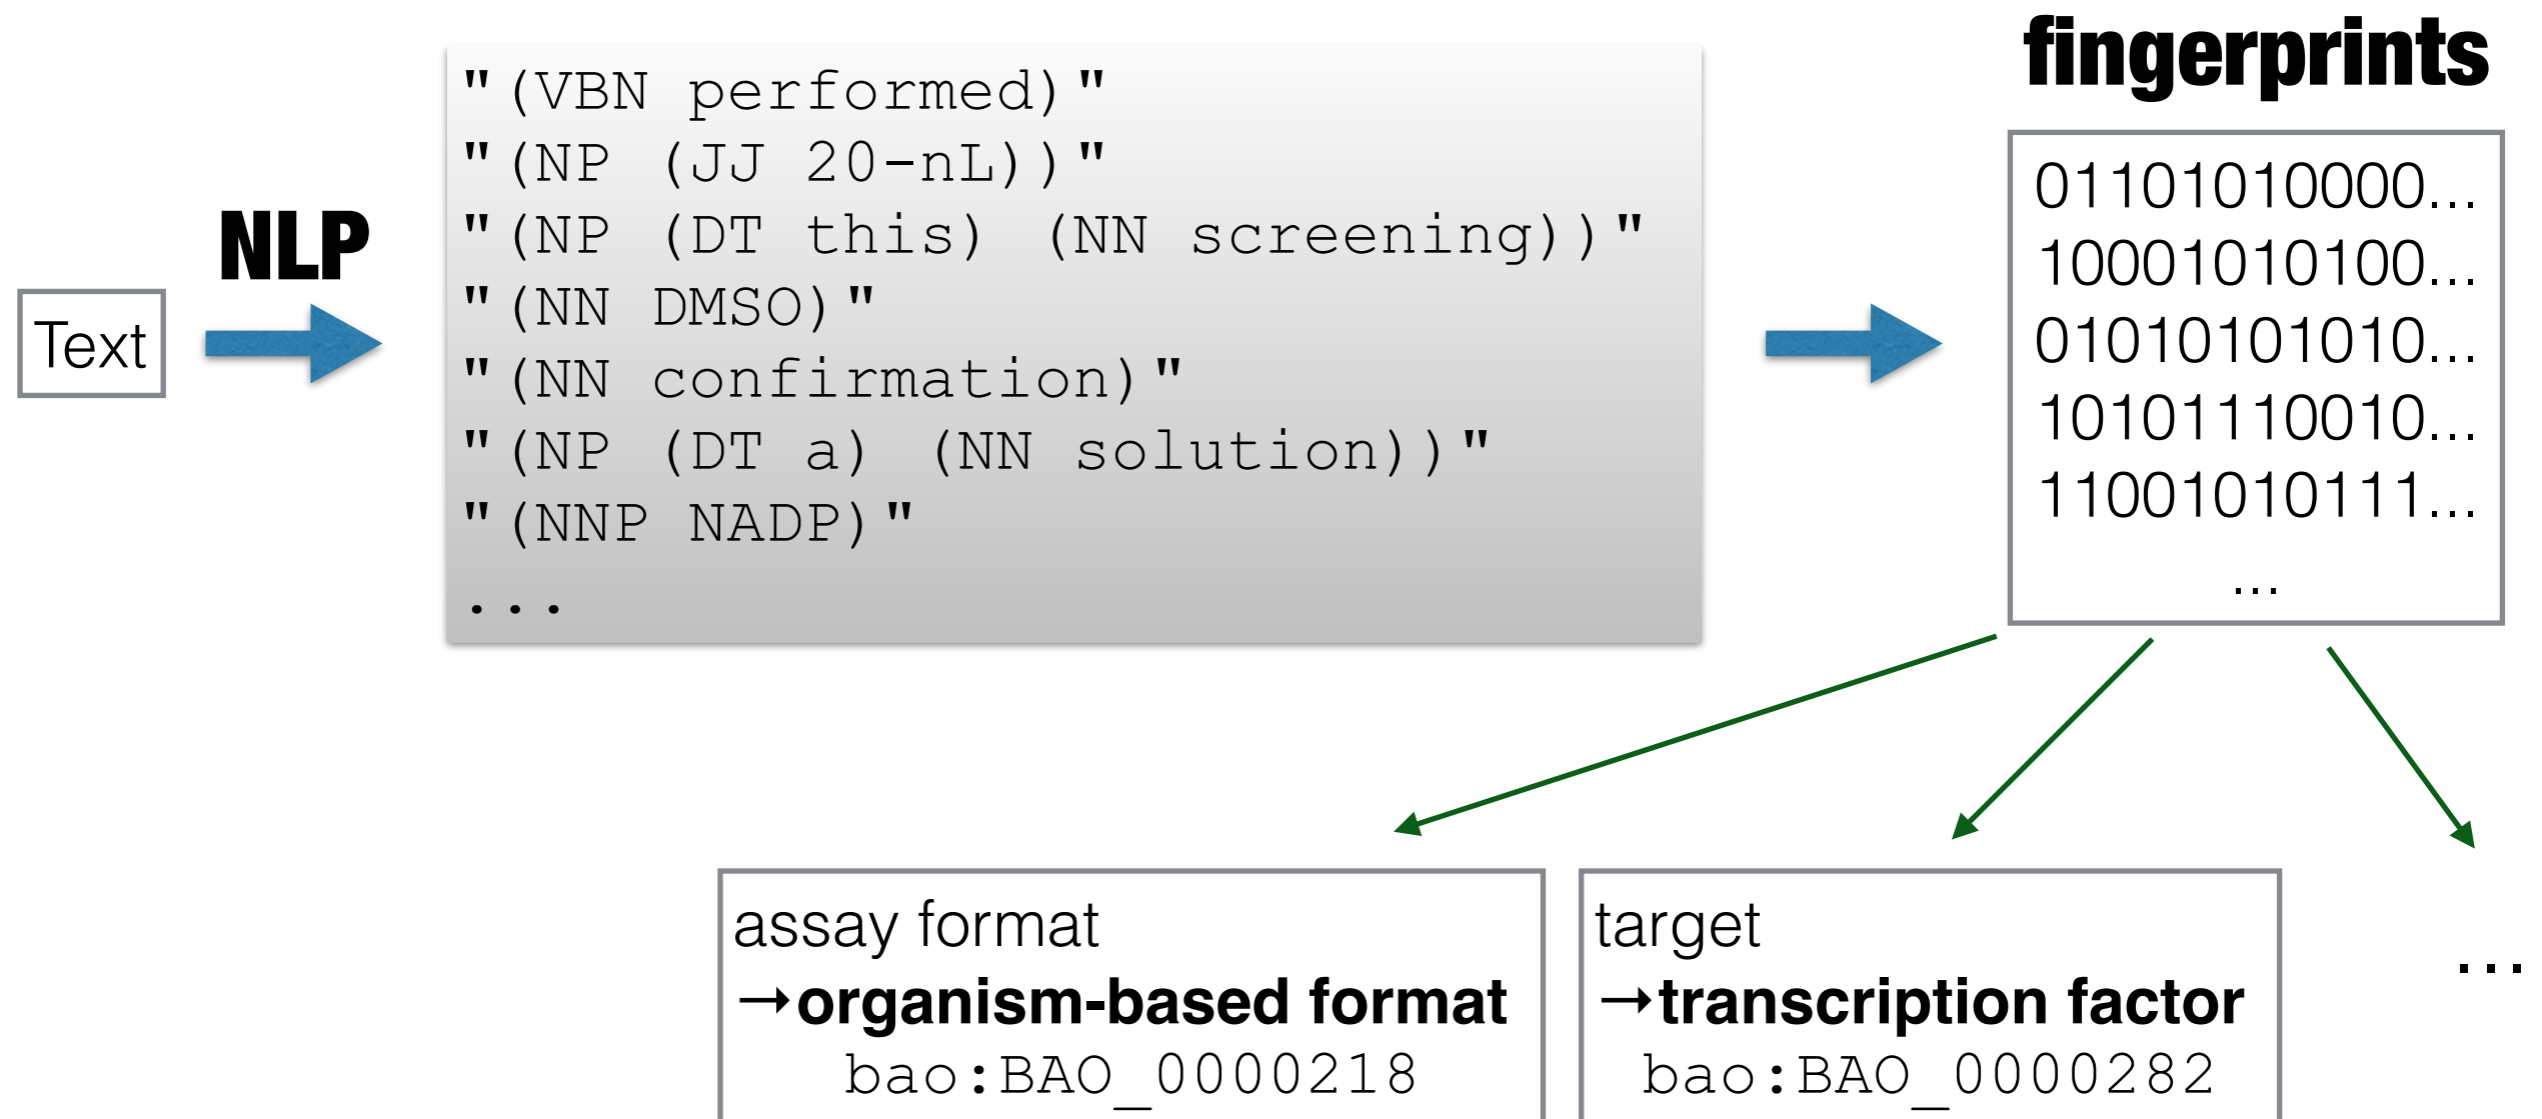 Text
NLP
"(VBN performed)"
"(NP (JJ 20-nL))"
"(NP (DT this) (NN screening))"
"(NN DMSO)"
"(NN confirmation)"
"(NP (DT a) (NN solution))"
"(NNP NADP)"
...
fingerprints
01101010000...
10001010100...
01010101010...
10101110010...
11001010111...
...
assay format
→organism-based format
bao:BAO_0000218
target
→transcription factor
bao:BAO_0000282
...